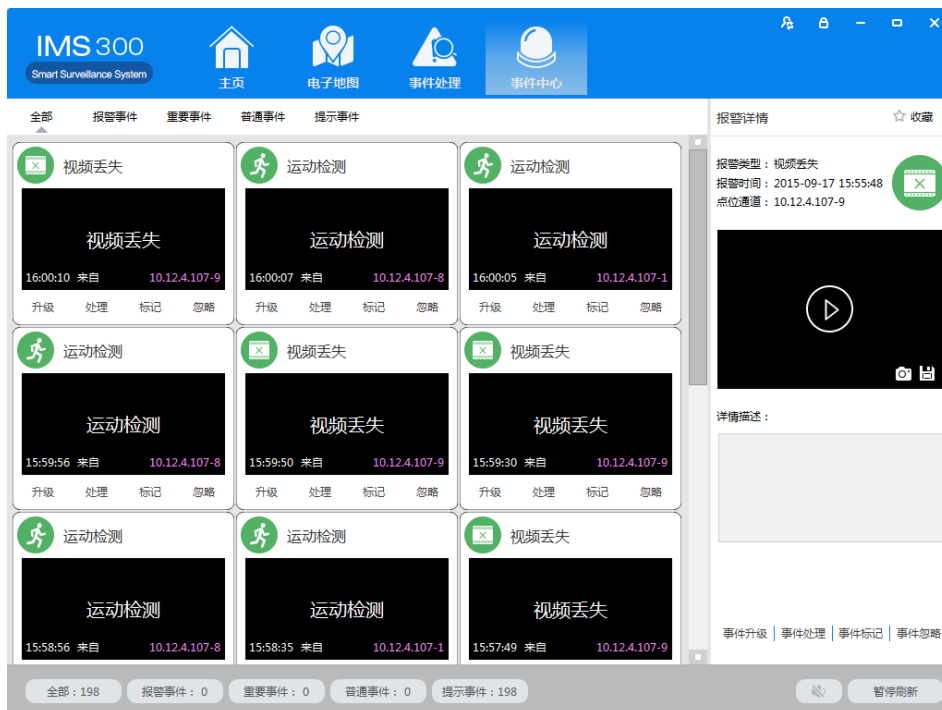 IMS 300
Smart Surveillance System
主页
电子地图
事件处理
事件中心
全部 报警事件 重要事件 普通事件 提示事件
报警详情
收藏
视频丢失
视频丢失
16:00:10 来自 10.12.4.107-9
升级 处理 标记 忽略
运动检测
运动检测
16:00:07 来自 10.12.4.107-8
升级 处理 标记 忽略
运动检测
运动检测
16:00:05 来自 10.12.4.107-1
升级 处理 标记 忽略
运动检测
运动检测
15:59:56 来自 10.12.4.107-8
升级 处理 标记 忽略
视频丢失
视频丢失
15:59:50 来自 10.12.4.107-9
升级 处理 标记 忽略
视频丢失
视频丢失
15:59:30 来自 10.12.4.107-9
升级 处理 标记 忽略
运动检测
运动检测
15:58:56 来自 10.12.4.107-8
运动检测
运动检测
15:58:35 来自 10.12.4.107-1
视频丢失
视频丢失
15:57:49 来自 10.12.4.107-9
报警类型：视频丢失
报警时间：2015-09-17 15:55:48
点位通道：10.12.4.107-9
详情描述：
事件升级 事件处理 事件标记 事件忽略
全部：198 报警事件：0 重要事件：0 普通事件：0 提示事件：198
暂停刷新